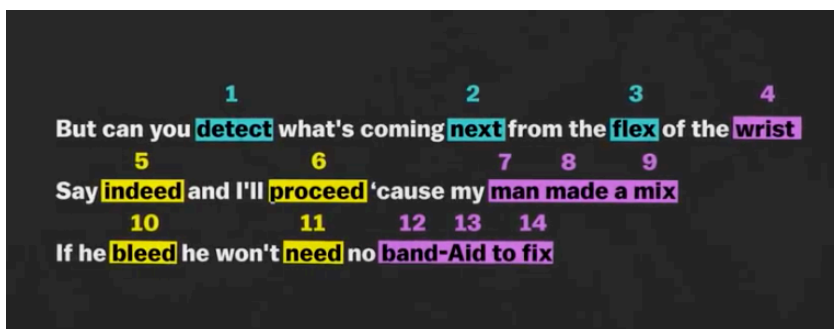 1 2 3 4
But can you detect what's coming next from the flex of the wrist
5 6 7 8 9
Say indeed and I'll proceed ‘cause my man made a mix
10 11 12 13 14
If he bleed he won't need no band-Aid to fix